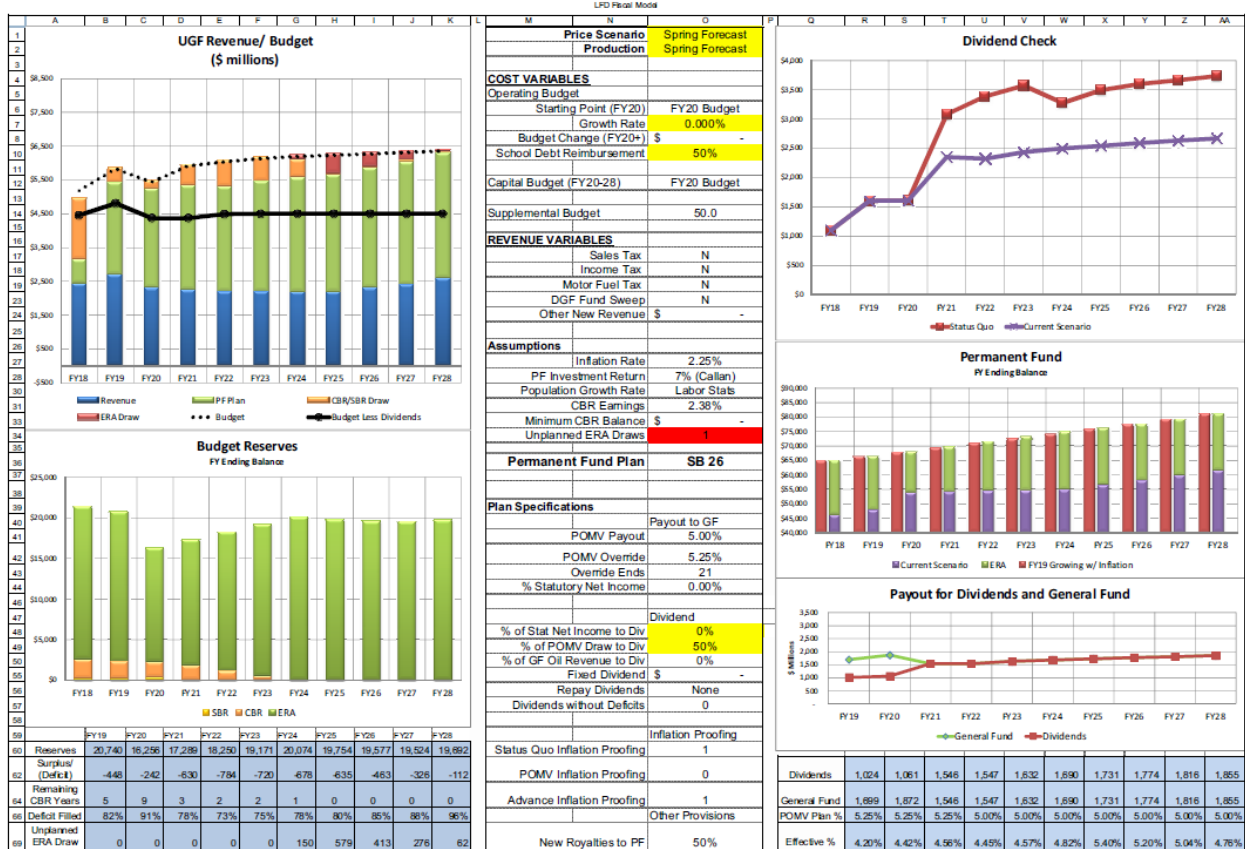 LFD Fiscal Model
A B C D E F G H I J K L M N O P Q R S T U V W X Y Z AA
UGF Revenue/ Budget
($ millions)
$8,500
$7,500
$6,500
$5,500
$4,500
$3,500
$2,500
$1,500
$500
-$500
FY18 FY19 FY20 FY21 FY22 FY23 FY24 FY25 FY26 FY27 FY28
Revenue PF Plan CBR/SBR Draw
ERA Draw Budget Budget Less Dividends
Budget Reserves
FY Ending Balance
$25,000
$20,000
$15,000
$10,000
$5,000
$0
FY18 FY19 FY20 FY21 FY22 FY23 FY24 FY25 FY26 FY27 FY28
SBR CBR ERA
FY19 FY20 FY21 FY22 FY23 FY24 FY25 FY26 FY27 FY28
Reserves 20,740 16,256 17,289 18,250 19,171 20,074 19,754 19,577 19,524 19,692
Surplus/
(Deficit) -448 -242 -630 -784 -720 -678 -635 -463 -326 -112
Remaining
CBR Years 5 9 3 2 2 1 0 0 0 0
Deficit Filled 82% 91% 78% 73% 75% 78% 80% 85% 88% 96%
Unplanned
ERA Draw 0 0 0 0 0 150 579 413 276 62
Price Scenario Spring Forecast
Production Spring Forecast
COST VARIABLES
Operating Budget
Starting Point (FY20) FY20 Budget
Growth Rate 0.000%
Budget Change (FY20+) $ -
School Debt Reimbursement 50%
Capital Budget (FY20-28) FY20 Budget
Supplemental Budget 50.0
REVENUE VARIABLES
Sales Tax N
Income Tax N
Motor Fuel Tax N
DGF Fund Sweep N
Other New Revenue $ -
Assumptions
Inflation Rate 2.25%
PF Investment Return 7% (Callan)
Population Growth Rate Labor Stats
CBR Earnings 2.38%
Minimum CBR Balance $ -
Unplanned ERA Draws 1
Permanent Fund Plan SB 26
Plan Specifications
Payout to GF
POMV Payout 5.00%
POMV Override 5.25%
Override Ends 21
% Statutory Net Income 0.00%
Dividend
% of Stat Net Income to Div 0%
% of POMV Draw to Div 50%
% of GF Oil Revenue to Div 0%
Fixed Dividend $ -
Repay Dividends None
Dividends without Deficits 0
Inflation Proofing
Status Quo Inflation Proofing 1
POMV Inflation Proofing 0
Advance Inflation Proofing 1
Other Provisions
New Royalties to PF 50%
Dividend Check
$4,000
$3,500
$3,000
$2,500
$2,000
$1,500
$1,000
$500
$0
FY18 FY19 FY20 FY21 FY22 FY23 FY24 FY25 FY26 FY27 FY28
Status Quo Current Scenario
Permanent Fund
FY Ending Balance
$90,000
$80,000
$75,000
$70,000
$65,000
$60,000
$55,000
$50,000
$45,000
$40,000
FY18 FY19 FY20 FY21 FY22 FY23 FY24 FY25 FY26 FY27 FY28
Current Scenario ERA FY19 Growing w/ Inflation
Payout for Dividends and General Fund
$ Millions
3,500
3,000
2,500
2,000
1,500
1,000
500
-
FY19 FY20 FY21 FY22 FY23 FY24 FY25 FY26 FY27 FY28
General Fund Dividends
Dividends 1,024 1,061 1,546 1,547 1,632 1,690 1,731 1,774 1,816 1,855
General Fund 1,699 1,872 1,546 1,547 1,632 1,690 1,731 1,774 1,816 1,855
POMV Plan % 5.25% 5.25% 5.25% 5.00% 5.00% 5.00% 5.00% 5.00% 5.00% 5.00%
Effective % 4.20% 4.42% 4.56% 4.45% 4.57% 4.82% 5.40% 5.20% 5.04% 4.76%